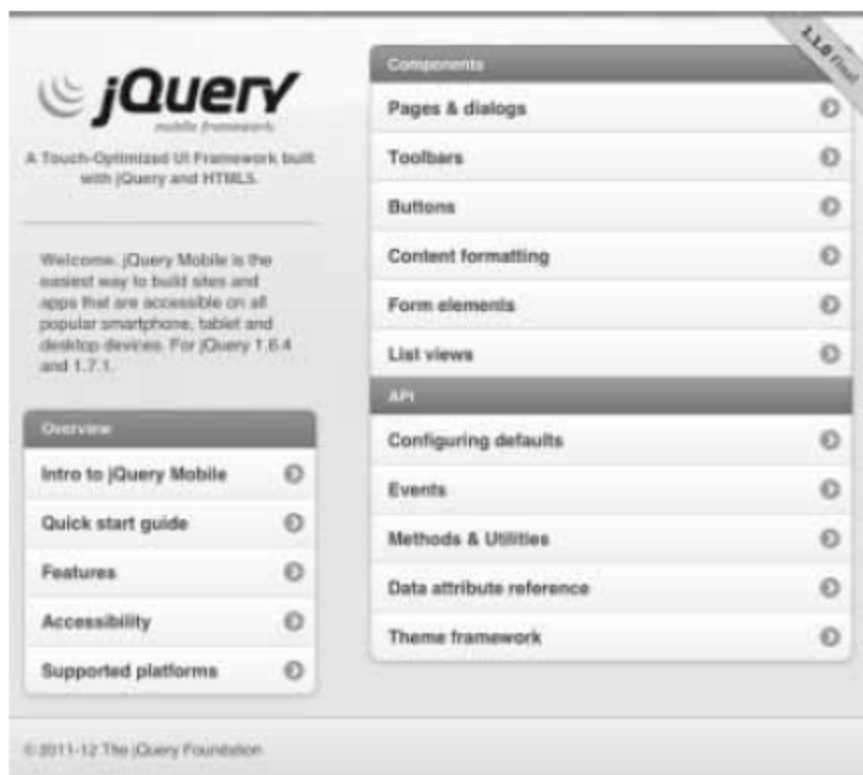 jQuery
mobile framework
A Touch-Optimized UI Framework built
with jQuery and HTML5.
Welcome. jQuery Mobile is the
easiest way to build sites and
apps that are accessible on all
popular smartphone, tablet and
desktop devices. For jQuery 1.6.4
and 1.7.1.
Overview
Intro to jQuery Mobile
Quick start guide
Features
Accessibility
Supported platforms
1.1.0 Final
Components
Pages & dialogs
Toolbars
Buttons
Content formatting
Form elements
List views
API
Configuring defaults
Events
Methods & Utilities
Data attribute reference
Theme framework
© 2011-12 The jQuery Foundation